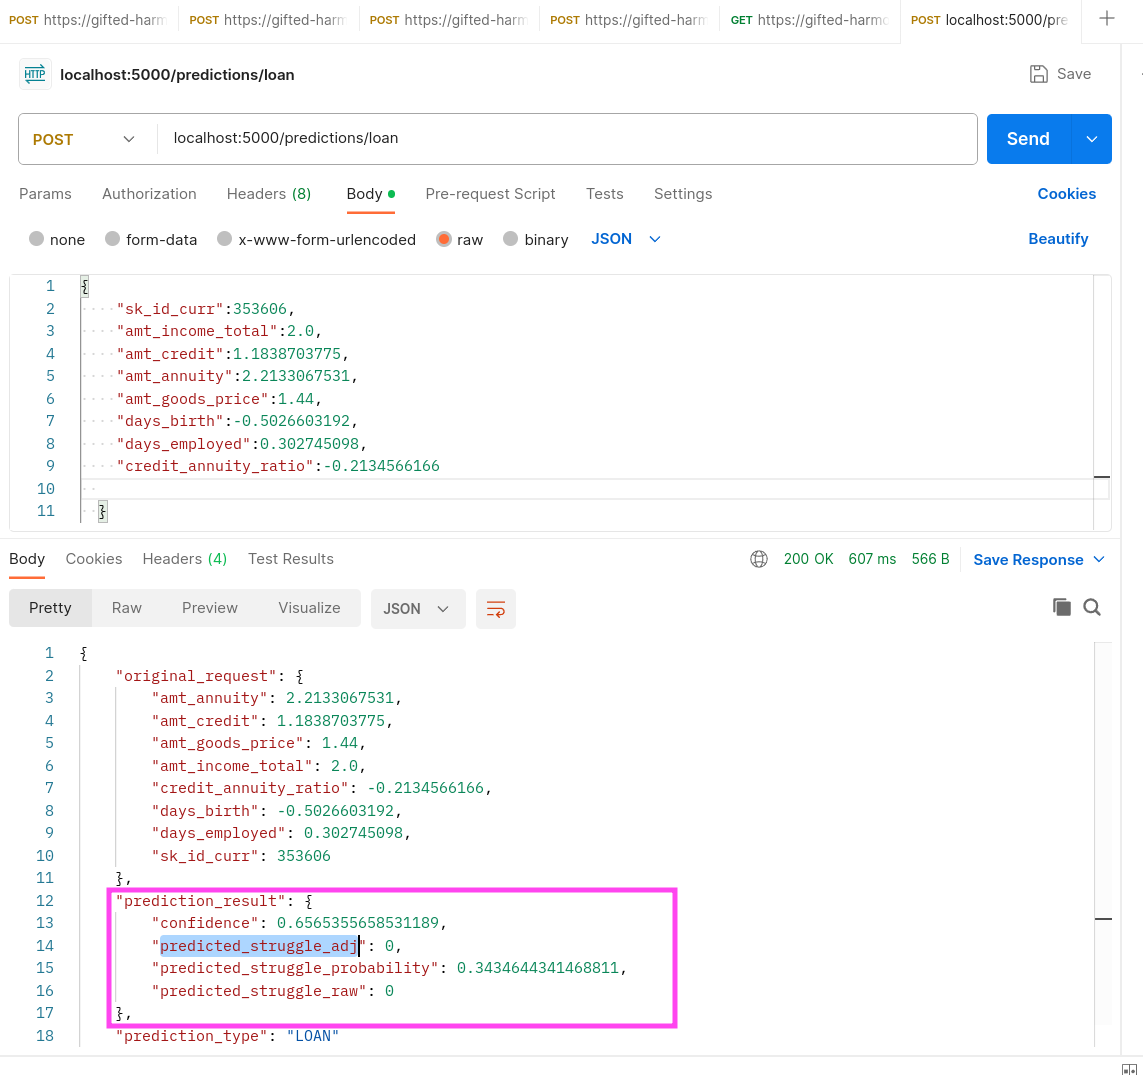 POST https://gifted-harm
POST https://gifted-harm
POST https://gifted-harm
POST https://gifted-harm
GET https://gifted-harmo
POST localhost:5000/pre
HTTP localhost:5000/predictions/loan
Save
POST localhost:5000/predictions/loan
Send
Params Authorization Headers (8) Body Pre-request Script Tests Settings Cookies
none form-data x-www-form-urlencoded raw binary JSON Beautify
1 {
2 "sk_id_curr":353606,
3 "amt_income_total":2.0,
4 "amt_credit":1.1838703775,
5 "amt_annuity":2.2133067531,
6 "amt_goods_price":1.44,
7 "days_birth":-0.5026603192,
8 "days_employed":0.302745098,
9 "credit_annuity_ratio":-0.2134566166
10
11 }
Body Cookies Headers (4) Test Results 200 OK 607 ms 566 B Save Response
Pretty Raw Preview Visualize JSON
1 {
2 "original_request": {
3 "amt_annuity": 2.2133067531,
4 "amt_credit": 1.1838703775,
5 "amt_goods_price": 1.44,
6 "amt_income_total": 2.0,
7 "credit_annuity_ratio": -0.2134566166,
8 "days_birth": -0.5026603192,
9 "days_employed": 0.302745098,
10 "sk_id_curr": 353606
11 },
12 "prediction_result": {
13 "confidence": 0.6565355658531189,
14 "predicted_struggle_adj": 0,
15 "predicted_struggle_probability": 0.3434644341468811,
16 "predicted_struggle_raw": 0
17 },
18 "prediction_type": "LOAN"